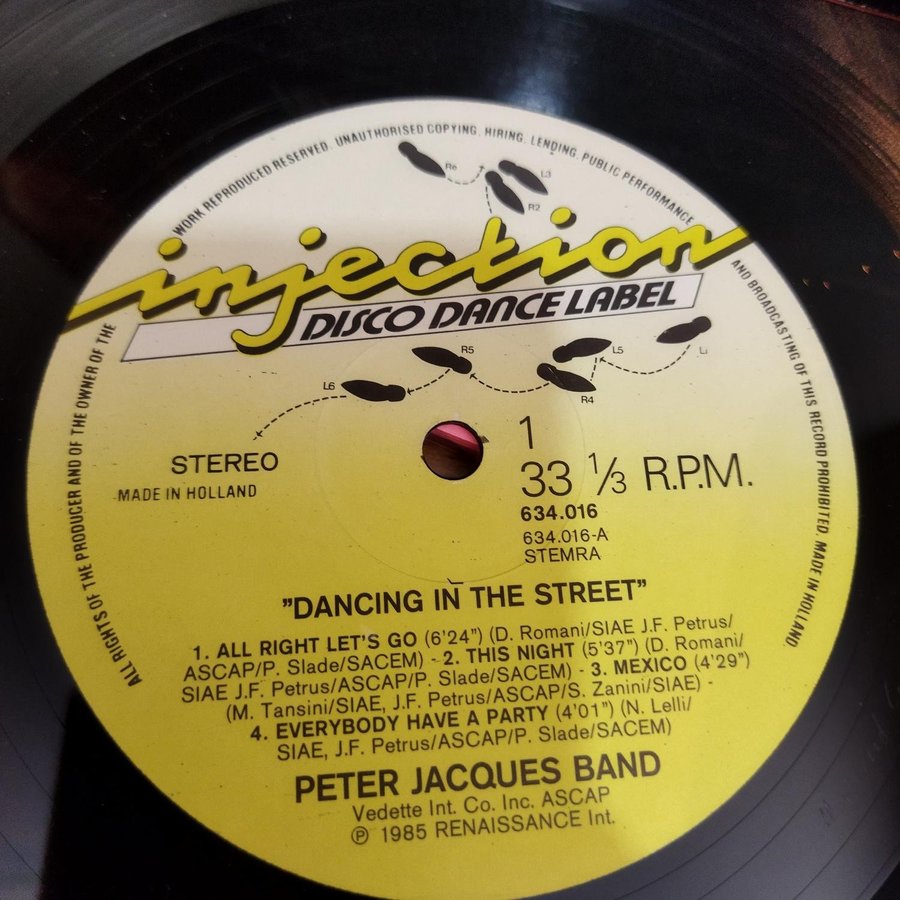 ALL RIGHTS OF THE PRODUCER AND OF THE OWNER OF THE WORK REPRODUCED RESERVED. UNAUTHORISED COPYING, HIRING, LENDING, PUBLIC PERFORMANCE AND BROADCASTING OF THIS RECORD PROHIBITED. MADE IN HOLLAND.
Re
L3
R2
injection
DISCO DANCE LABEL
R5
L5
Li
L6
R4
STEREO
MADE IN HOLLAND
1
33 1/3 R.P.M.
634.016
634.016-A
STEMRA
"DANCING IN THE STREET"
1. ALL RIGHT LET'S GO (6'24") (D. Romani/SIAE J.F. Petrus/
ASCAP/P. Slade/SACEM) - 2. THIS NIGHT (5'37") (D. Romani/
SIAE J.F. Petrus/ASCAP/P. Slade/SACEM) - 3. MEXICO (4'29")
(M. Tansini/SIAE, J.F. Petrus/ASCAP/S. Zanini/SIAE) -
4. EVERYBODY HAVE A PARTY (4'01") (N. Lelli/
SIAE, J.F. Petrus/ASCAP/P. Slade/SACEM)
PETER JACQUES BAND
Vedette Int. Co. Inc. ASCAP
℗ 1985 RENAISSANCE Int.